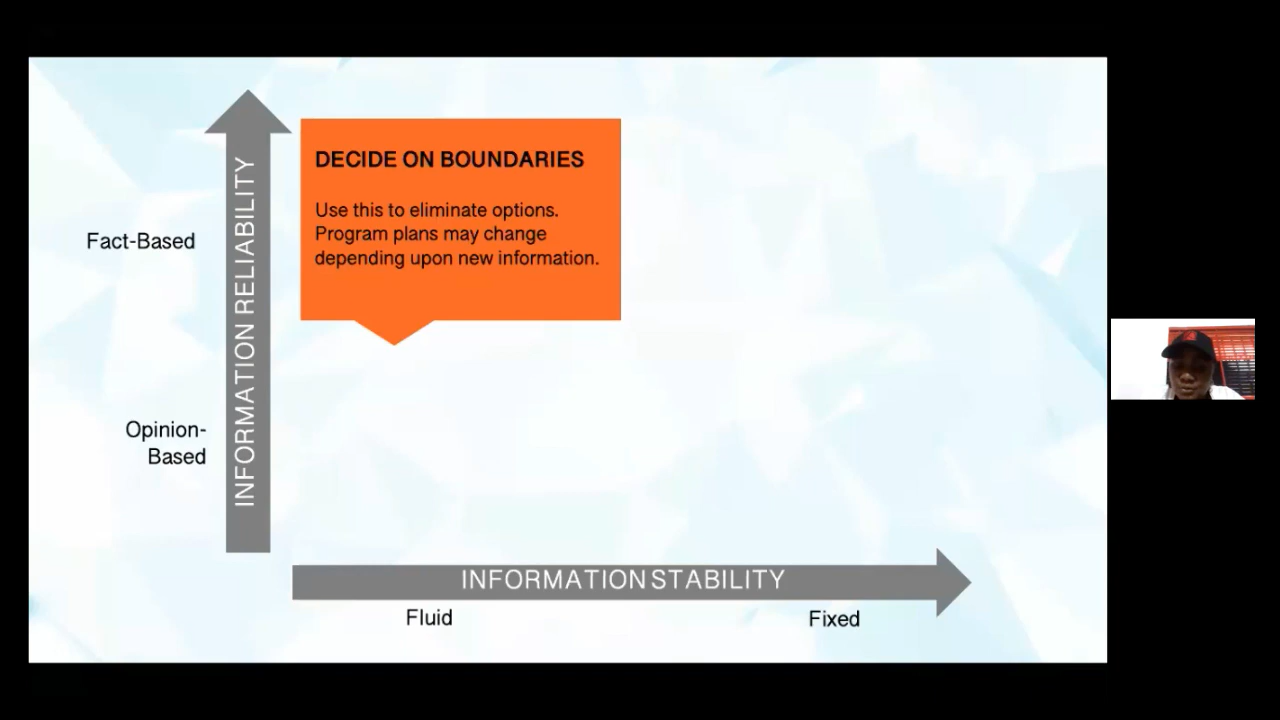 DECIDE ON BOUNDARIES
Use this to eliminate options.
Program plans may change
depending upon new information.
Fact-Based
INFORMATION RELIABILITY
Opinion-
Based
INFORMATION STABILITY
Fluid
Fixed